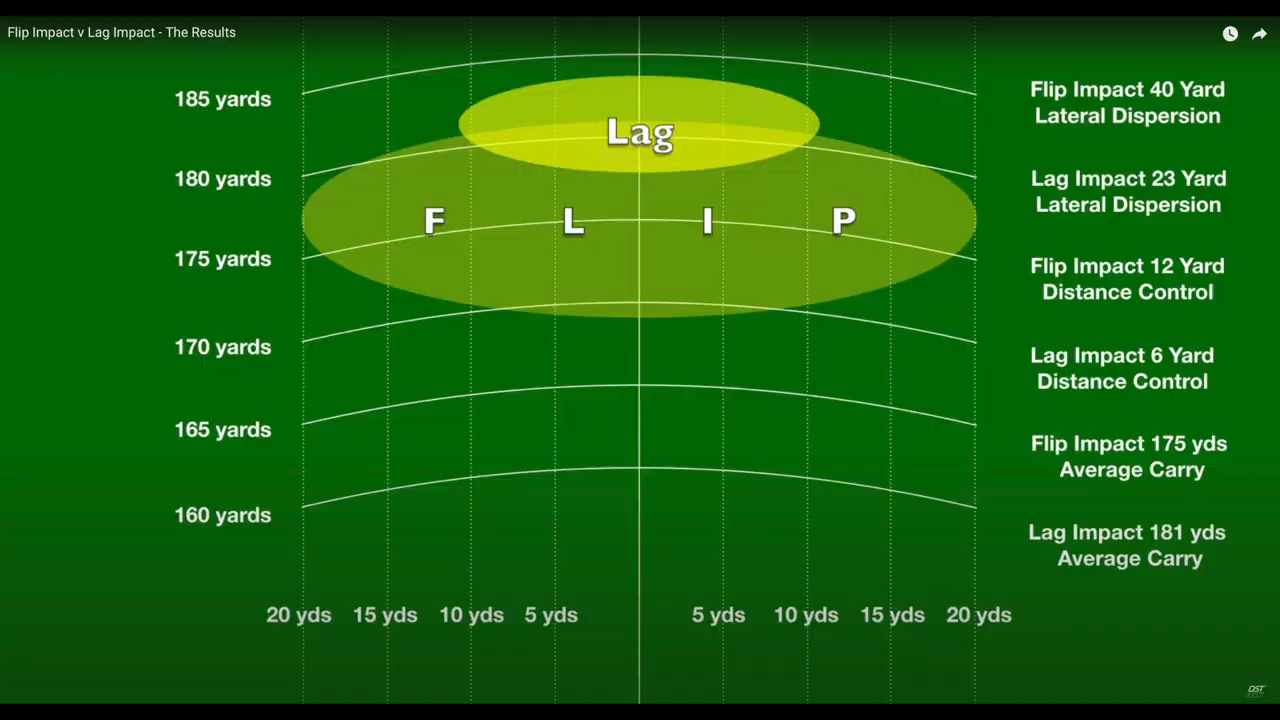 Flip Impact v Lag Impact - The Results
185 yards
180 yards
175 yards
170 yards
165 yards
160 yards
Lag
F L I P
20 yds 15 yds 10 yds 5 yds 5 yds 10 yds 15 yds 20 yds
Flip Impact 40 Yard
Lateral Dispersion
Lag Impact 23 Yard
Lateral Dispersion
Flip Impact 12 Yard
Distance Control
Lag Impact 6 Yard
Distance Control
Flip Impact 175 yds
Average Carry
Lag Impact 181 yds
Average Carry
DST